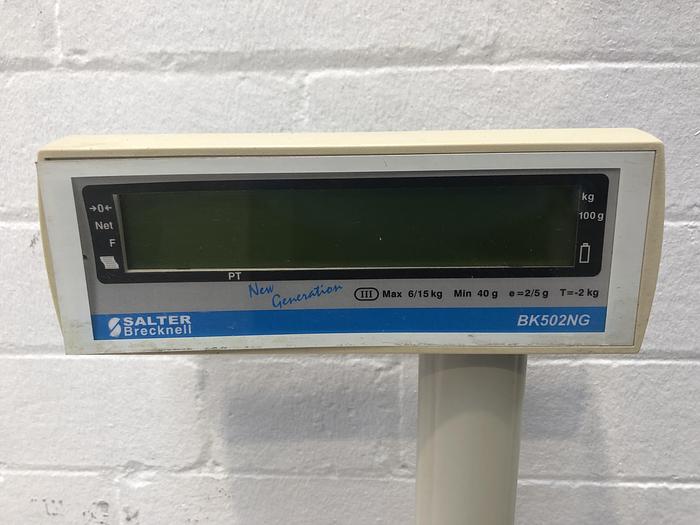 →0← kg
Net 100 g
F
PT
New Generation
III Max 6/15 kg Min 40 g e=2/5 g T=-2 kg
SALTER
Brecknell
BK502NG